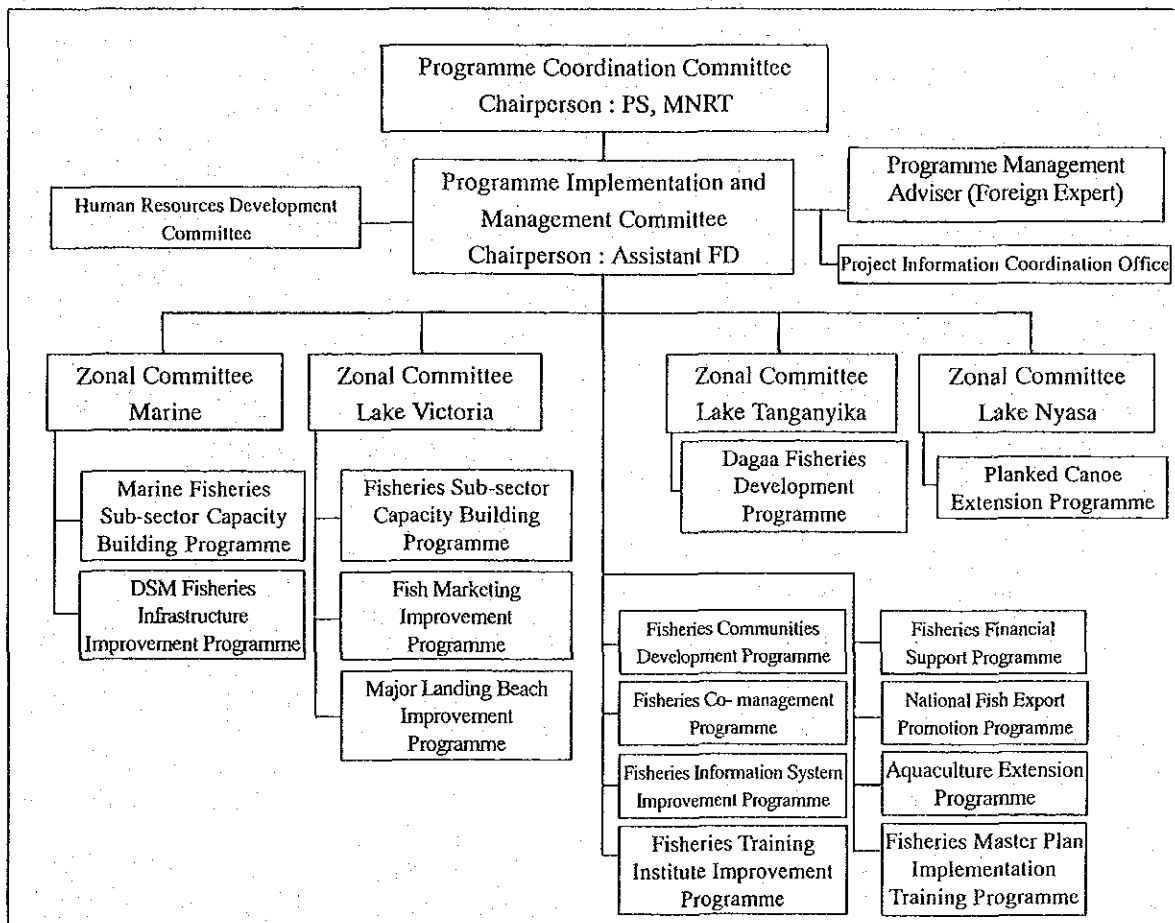 Programme Coordination Committee
Chairperson : PS, MNRT
Programme Implementation and
Management Committee
Chairperson : Assistant FD
Human Resources Development
Committee
Programme Management
Adviser (Foreign Expert)
Project Information Coordination Office
Zonal Committee
Marine
Zonal Committee
Lake Victoria
Zonal Committee
Lake Tanganyika
Zonal Committee
Lake Nyasa
Marine Fisheries
Sub-sector Capacity
Building Programme
DSM Fisheries
Infrastructure
Improvement Programme
Fisheries Sub-sector
Capacity Building
Programme
Fish Marketing
Improvement
Programme
Major Landing Beach
Improvement
Programme
Dagaa Fisheries
Development
Programme
Planked Canoe
Extension Programme
Fisheries Communities
Development Programme
Fisheries Co- management
Programme
Fisheries Information System
Improvement Programme
Fisheries Training
Institute Improvement
Programme
Fisheries Financial
Support Programme
National Fish Export
Promotion Programme
Aquaculture Extension
Programme
Fisheries Master Plan
Implementation
Training Programme